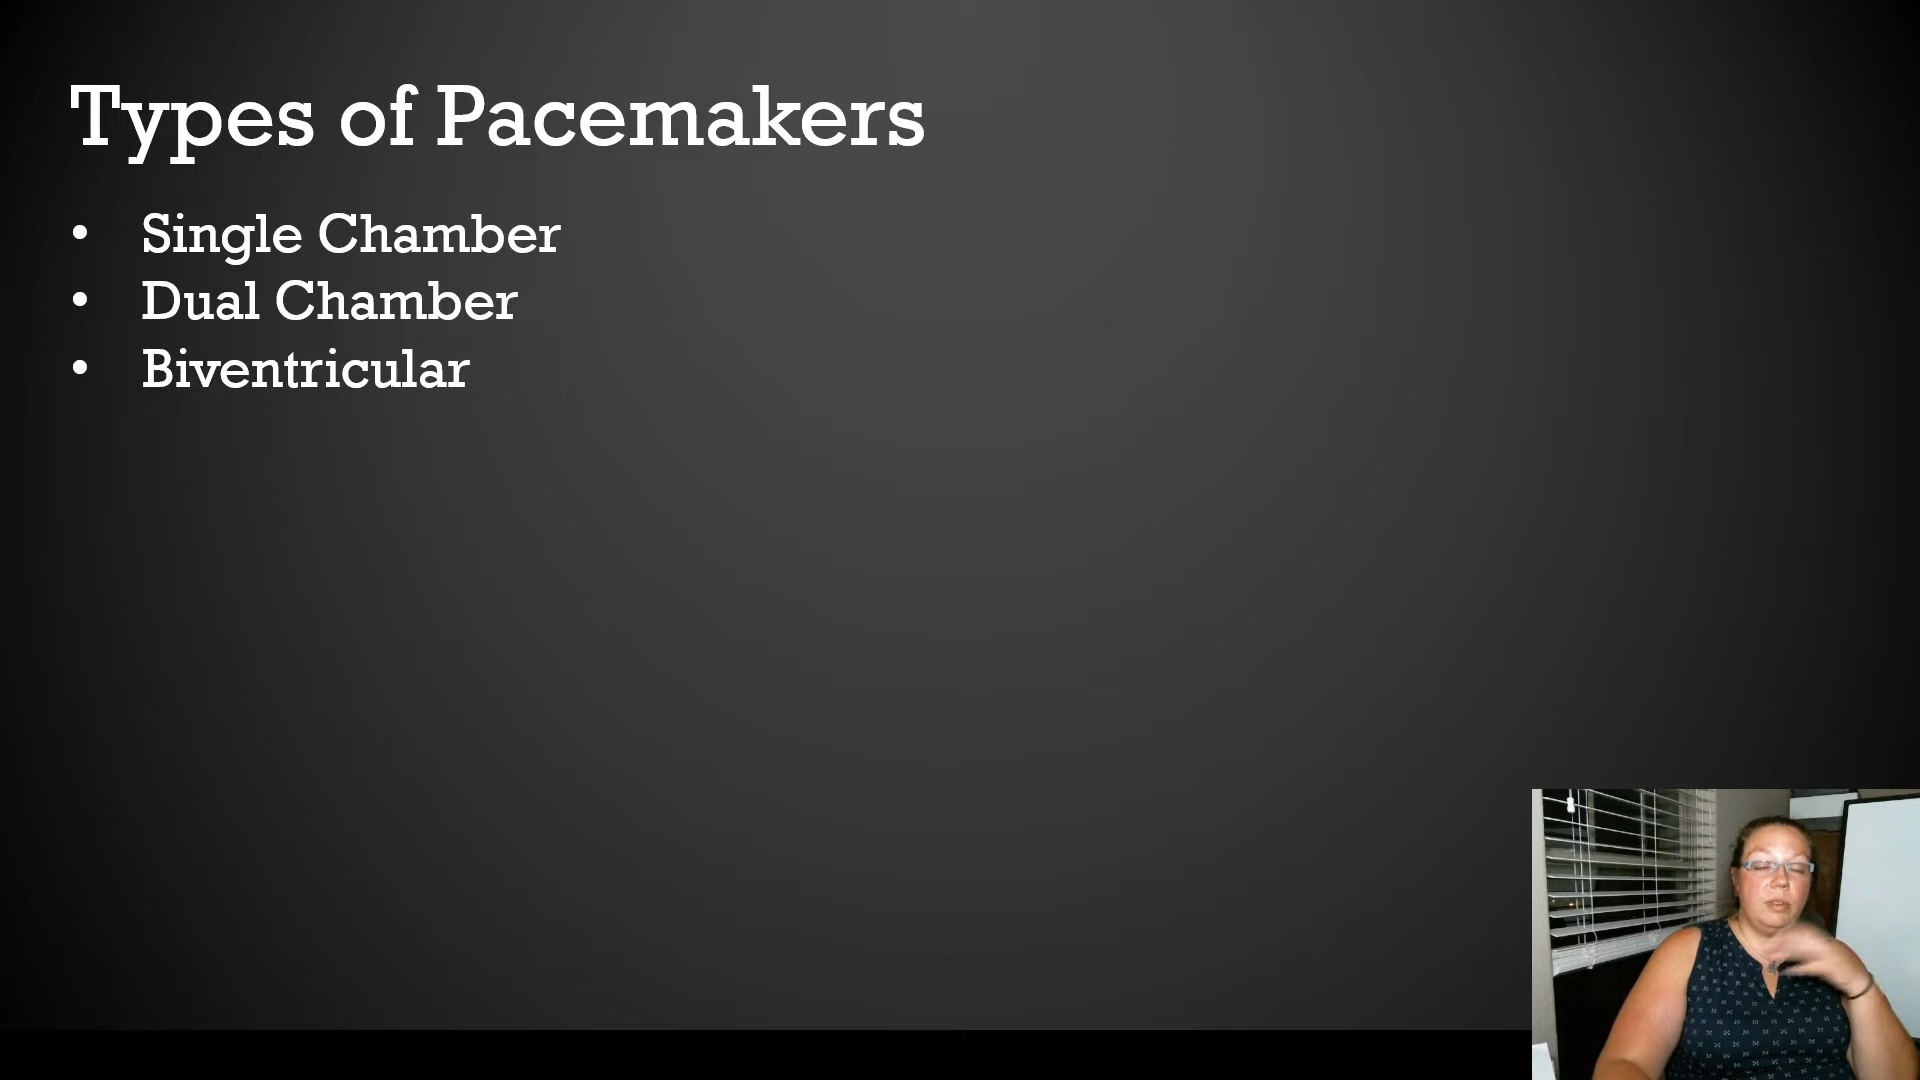 Types of Pacemakers
• Single Chamber
• Dual Chamber
• Biventricular